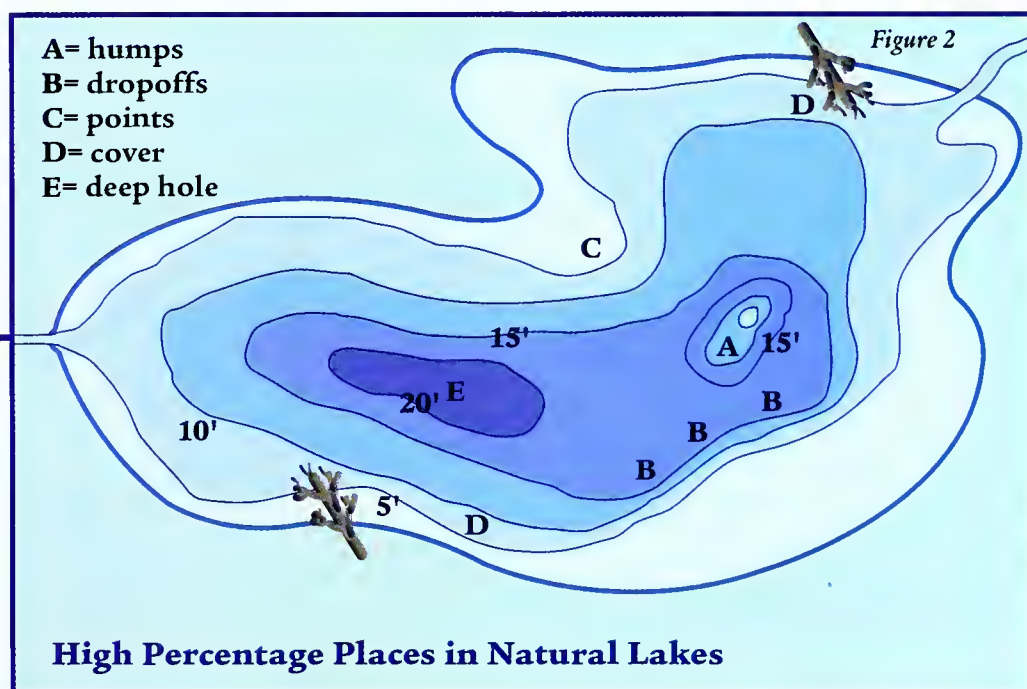 A= humps
B= dropoffs
C= points
D= cover
E= deep hole
Figure 2
D
C
15'
A 15'
20' E
B
10'
B
B
5'
D
High Percentage Places in Natural Lakes